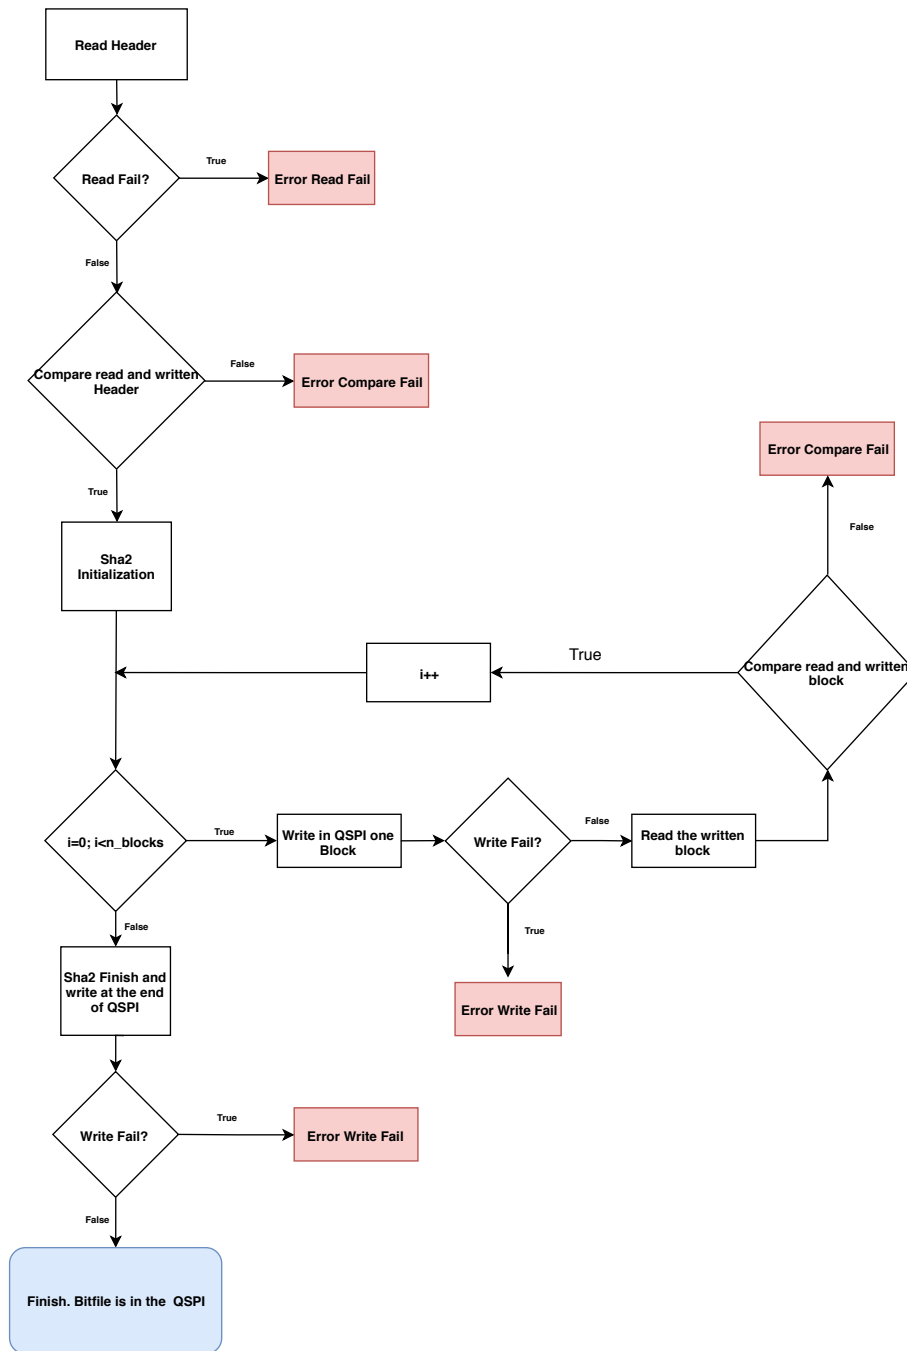 Read Header
True
Read Fail?
Error Read Fail
False
False
Compare read and written
Header
Error Compare Fail
True
Sha2
Initialization
Error Compare Fail
False
True
i++
Compare read and written
block
i=0; i<n_blocks
True
Write in QSPI one
Block
Write Fail?
False
Read the written
block
True
Error Write Fail
False
Sha2 Finish and
write at the end
of QSPI
Write Fail?
True
Error Write Fail
False
Finish. Bitfile is in the QSPI